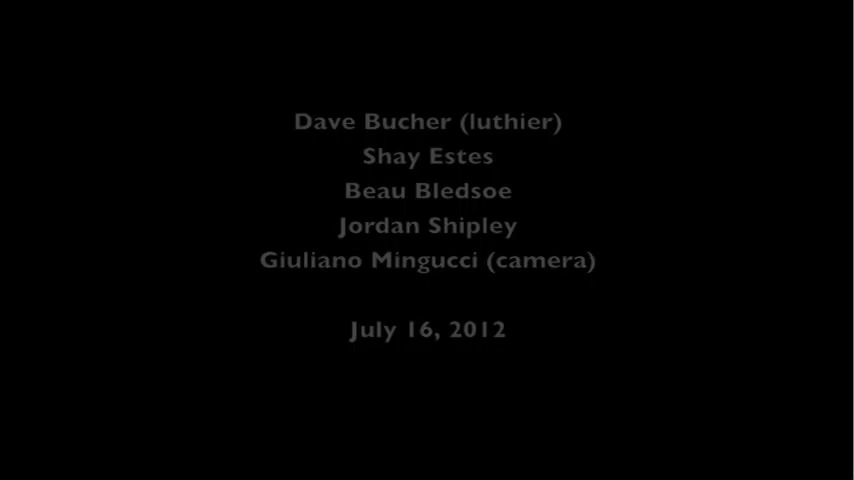 Dave Bucher (luthier)
Shay Estes
Beau Bledsoe
Jordan Shipley
Giuliano Mingucci (camera)
July 16, 2012